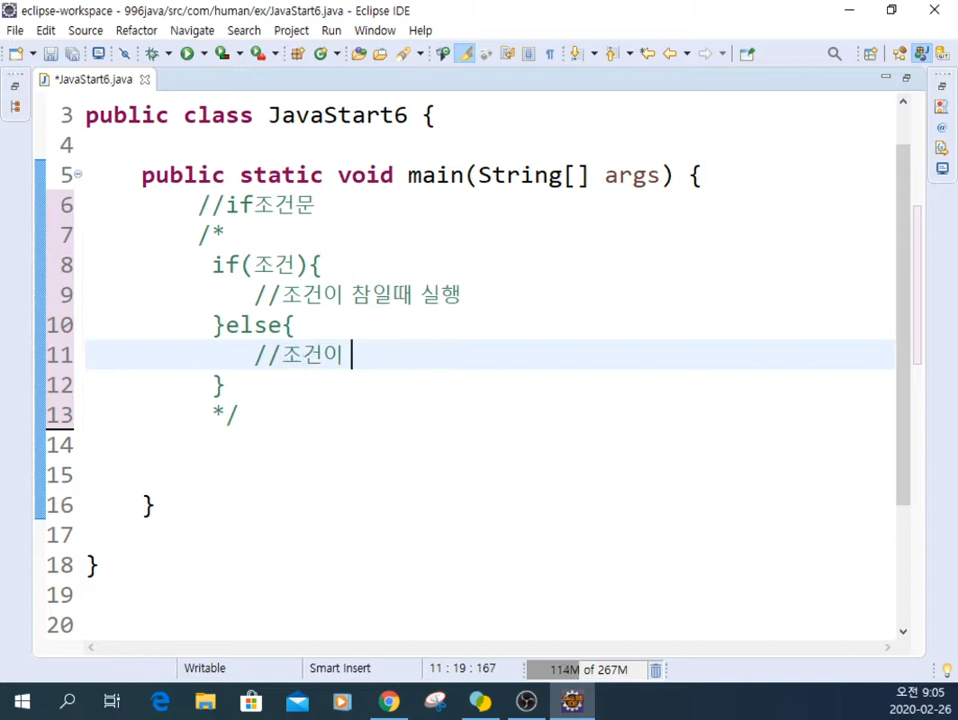 eclipse-workspace - 996java/src/com/human/ex/JavaStart6.java - Eclipse IDE
File Edit Source Refactor Navigate Search Project Run Window Help
*JavaStart6.java
3 public class JavaStart6 {
4
5 public static void main(String[] args) {
6 //if조건문
7 /*
8 if(조건){
9 //조건이 참일때 실행
10 }else{
11 //조건이
12 }
13 */
14
15
16 }
17
18 }
19
20
Writable Smart Insert 11 : 19 : 167 114M of 267M
오전 9:05
2020-02-26